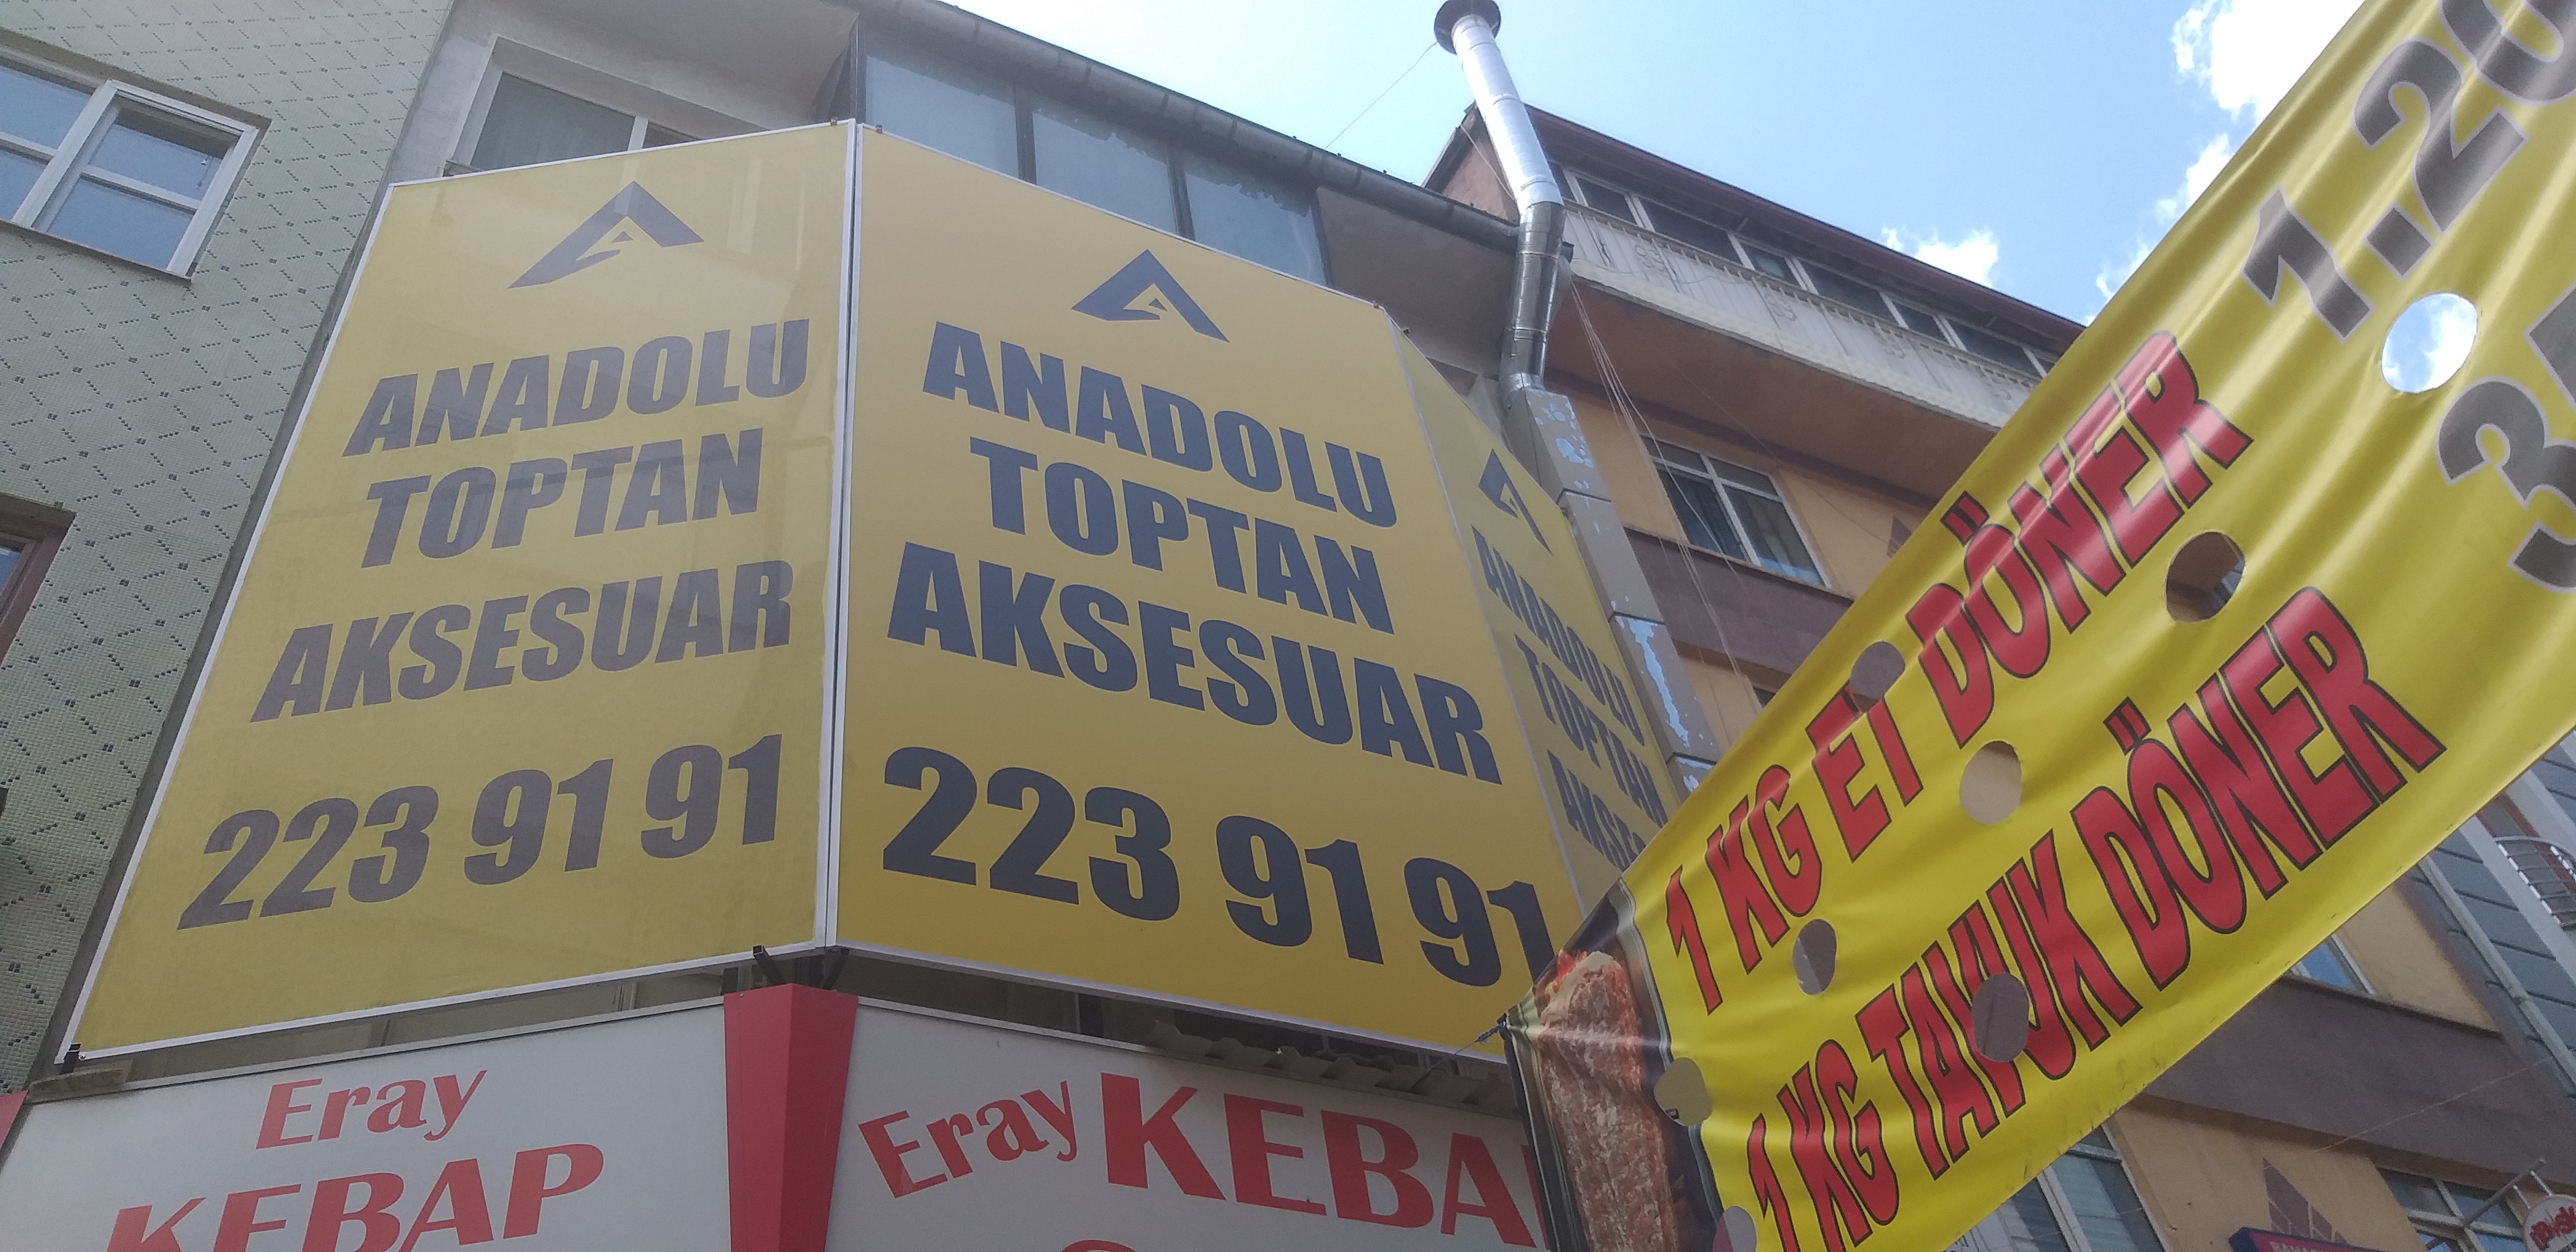 ANADOLU
TOPTAN
AKSESUAR
223 91 91
ANADOLU
TOPTAN
AKSESUAR
223 91 91
ANADOLU
TOPTAN
Eray
KEBAP
Eray KEBA
1 KG ET DÖNER
1 KG TAVUK DÖNER